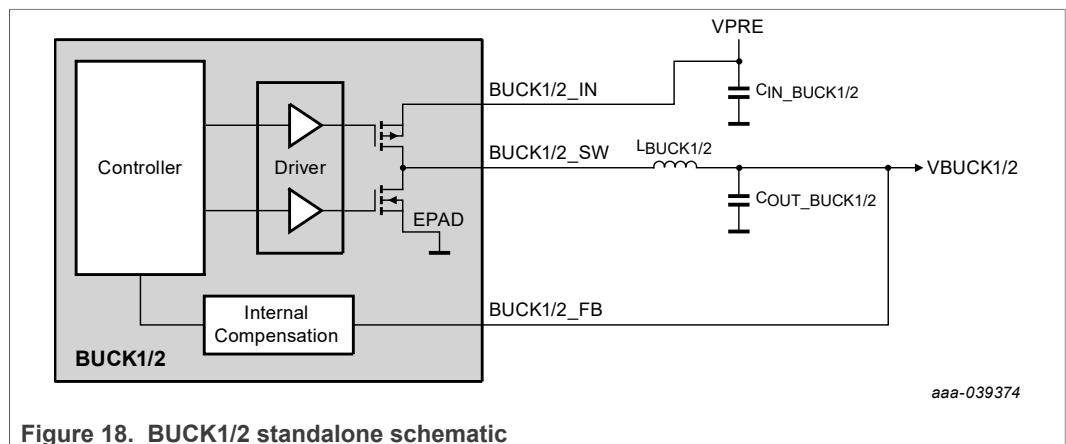 VPRE
BUCK1/2_IN
CIN_BUCK1/2
Controller
Driver
BUCK1/2_SW
LBUCK1/2
VBUCK1/2
COUT_BUCK1/2
EPAD
Internal
Compensation
BUCK1/2_FB
BUCK1/2
aaa-039374
Figure 18. BUCK1/2 standalone schematic